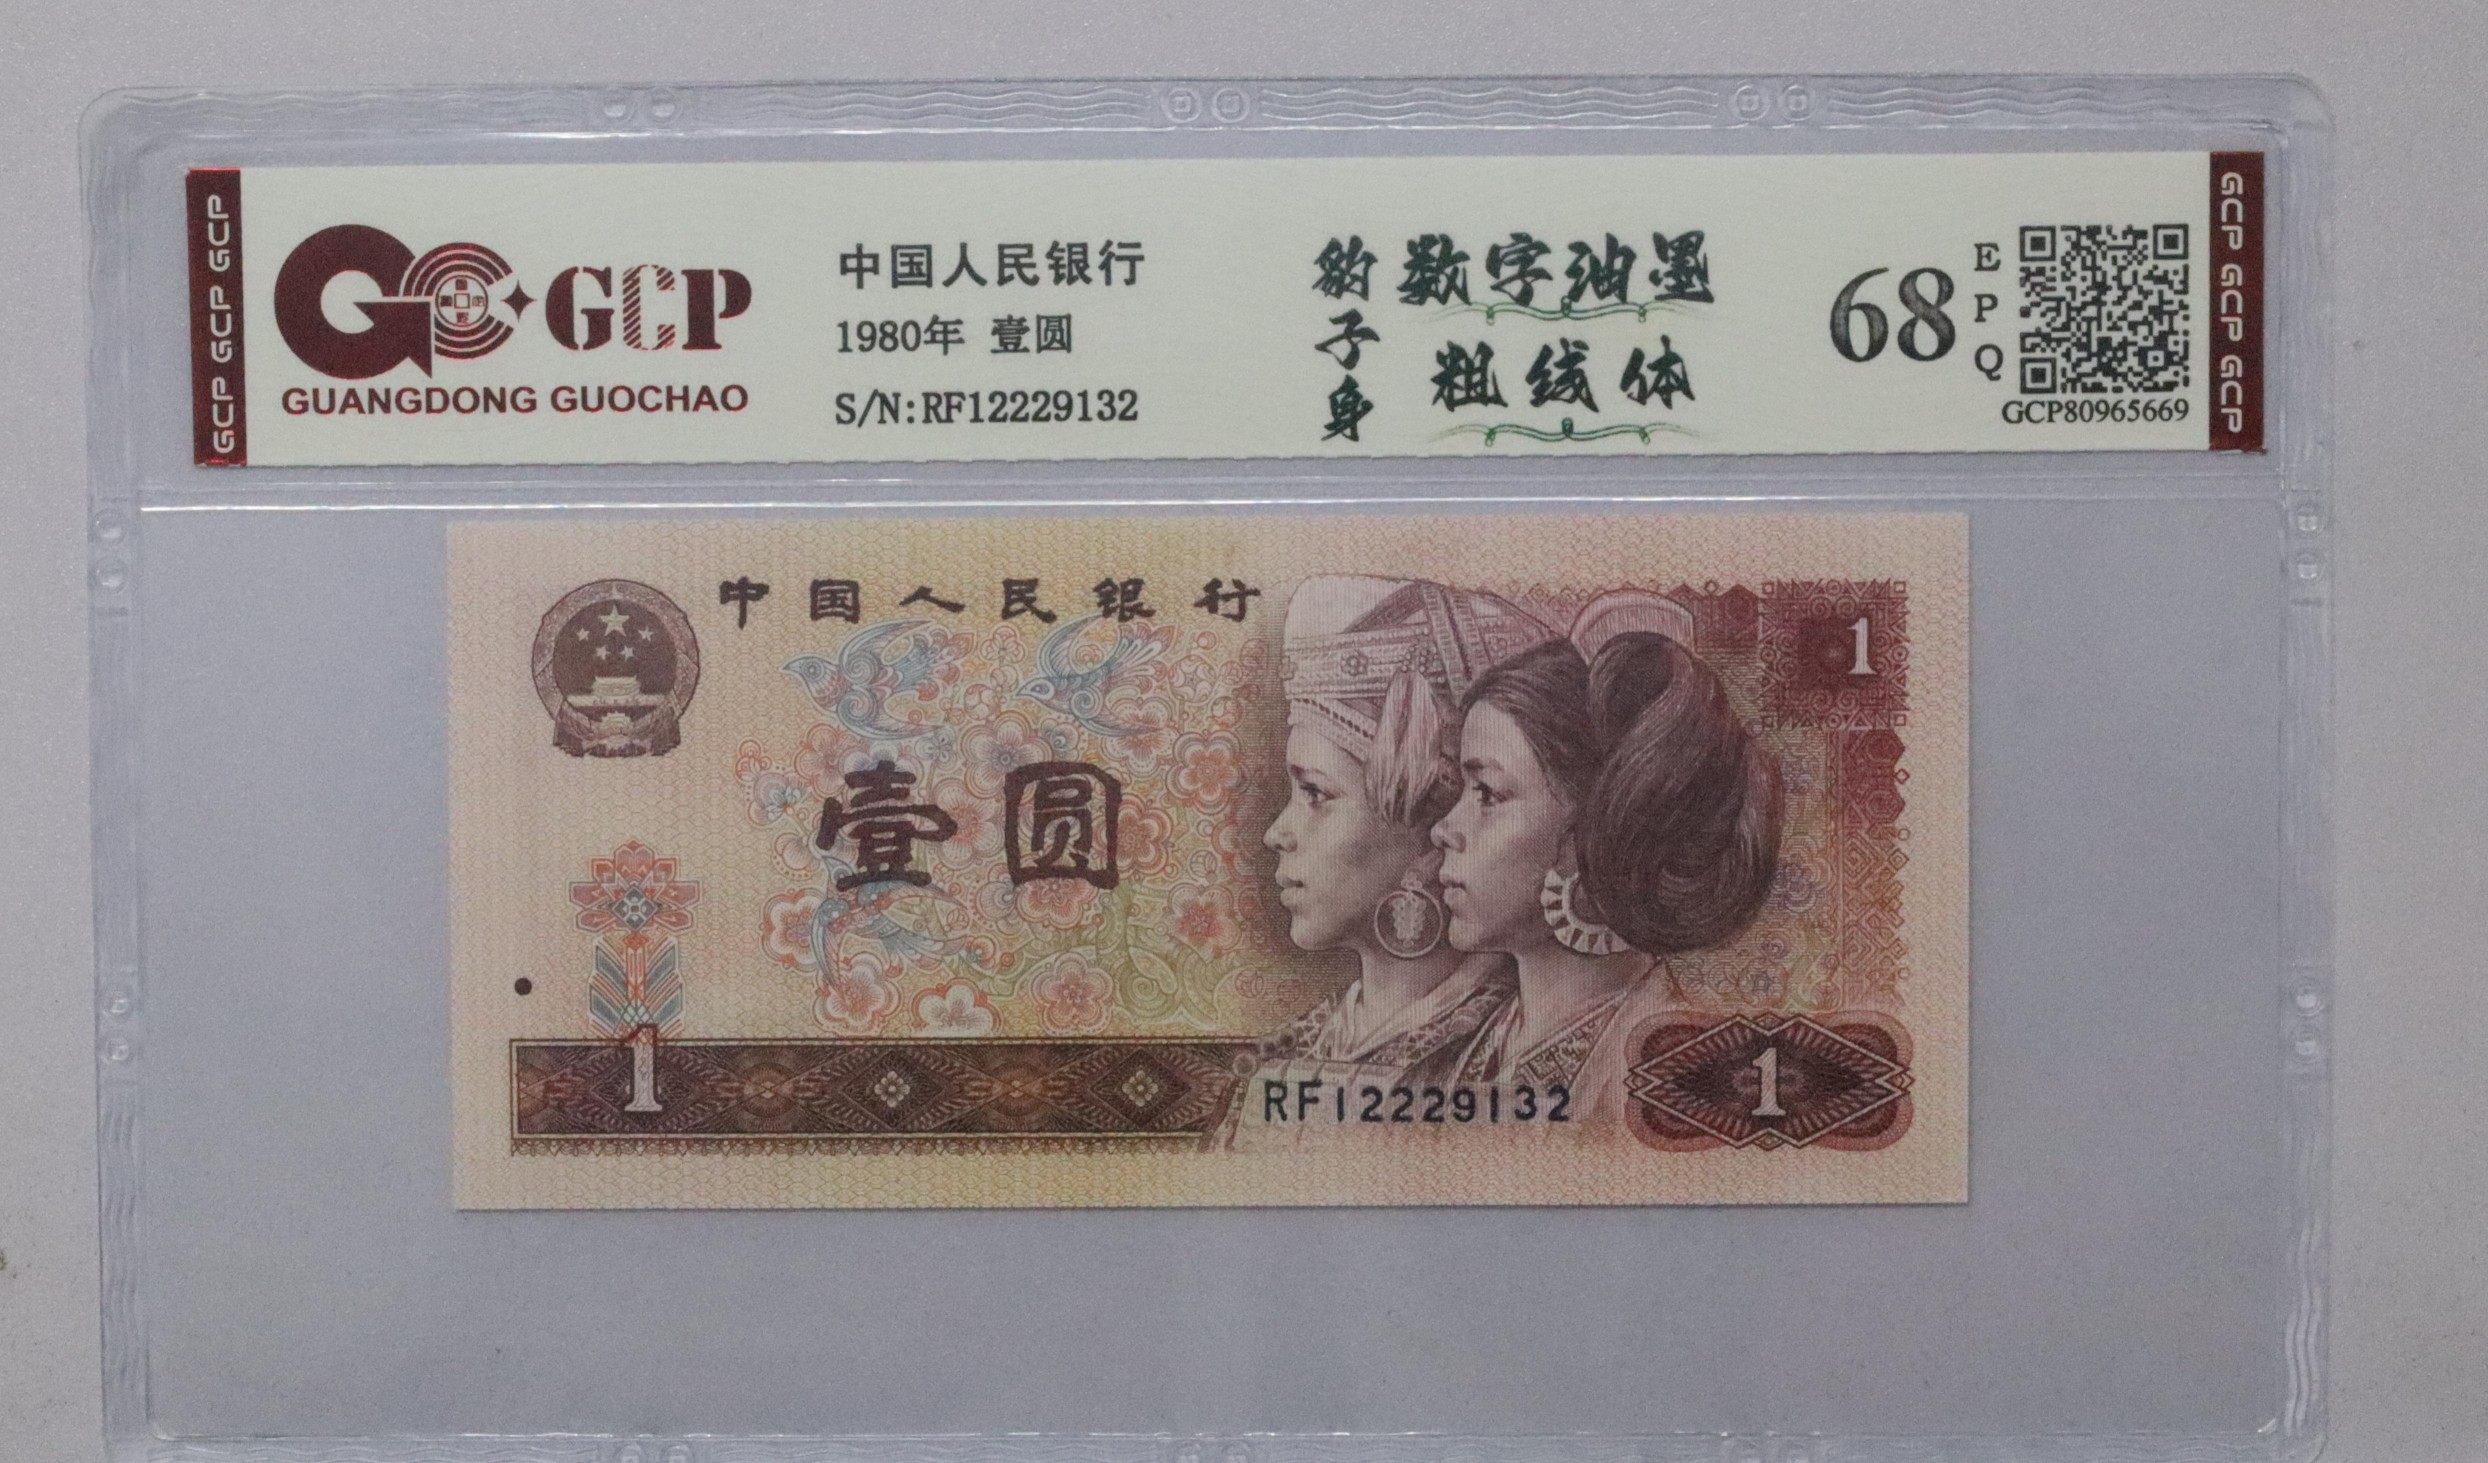 GCP GCP GCP
GCP
GUANGDONG GUOCHAO
中国人民银行
1980年 壹圆
S/N:RF12229132
豹子身
数字油墨
粗线体
68
EPQ
GCP80965669
GCP GCP GCP
中国人民银行
1
壹圆
1
RF12229132
1